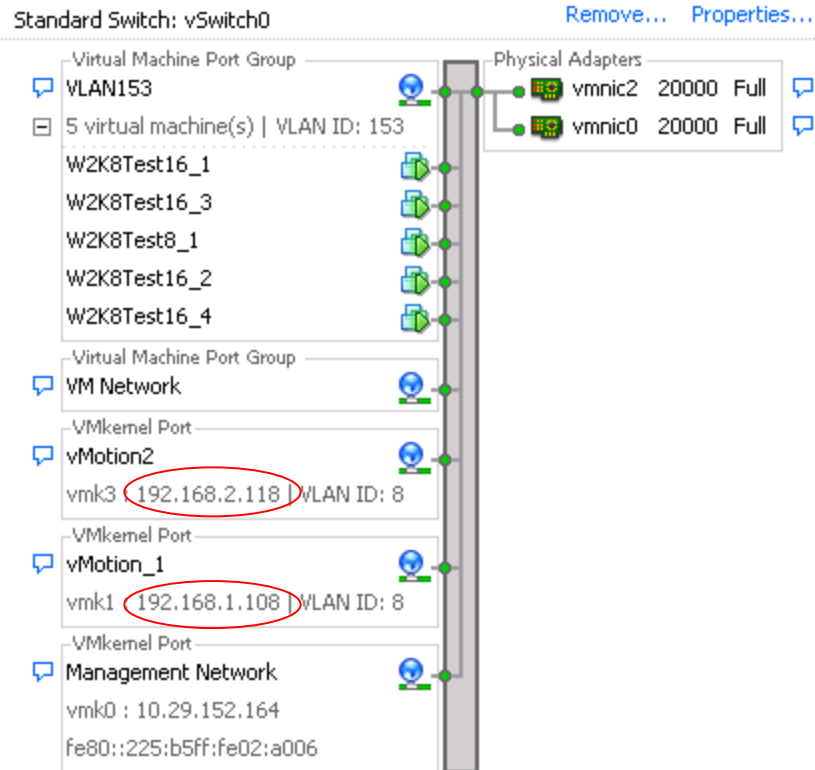 Standard Switch: vSwitch0 Remove... Properties...
Virtual Machine Port Group
VLAN153
5 virtual machine(s) | VLAN ID: 153
W2K8Test16_1
W2K8Test16_3
W2K8Test8_1
W2K8Test16_2
W2K8Test16_4
Physical Adapters
vmnic2 20000 Full
vmnic0 20000 Full
Virtual Machine Port Group
VM Network
VMkernel Port
vMotion2
vmk3 : 192.168.2.118 | VLAN ID: 8
VMkernel Port
vMotion_1
vmk1 : 192.168.1.108 | VLAN ID: 8
VMkernel Port
Management Network
vmk0 : 10.29.152.164
fe80::225:b5ff:fe02:a006